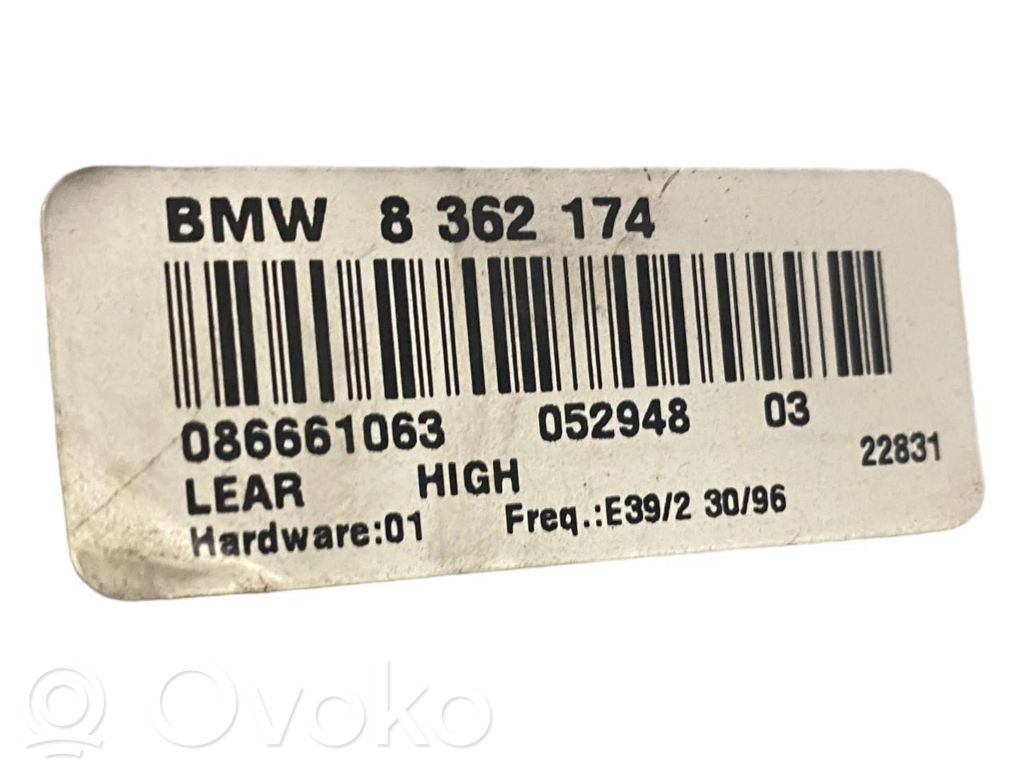 BMW 8 362 174
086661063 052948 03
LEAR HIGH 22831
Hardware:01 Freq.:E39/2 30/96
Ovoko